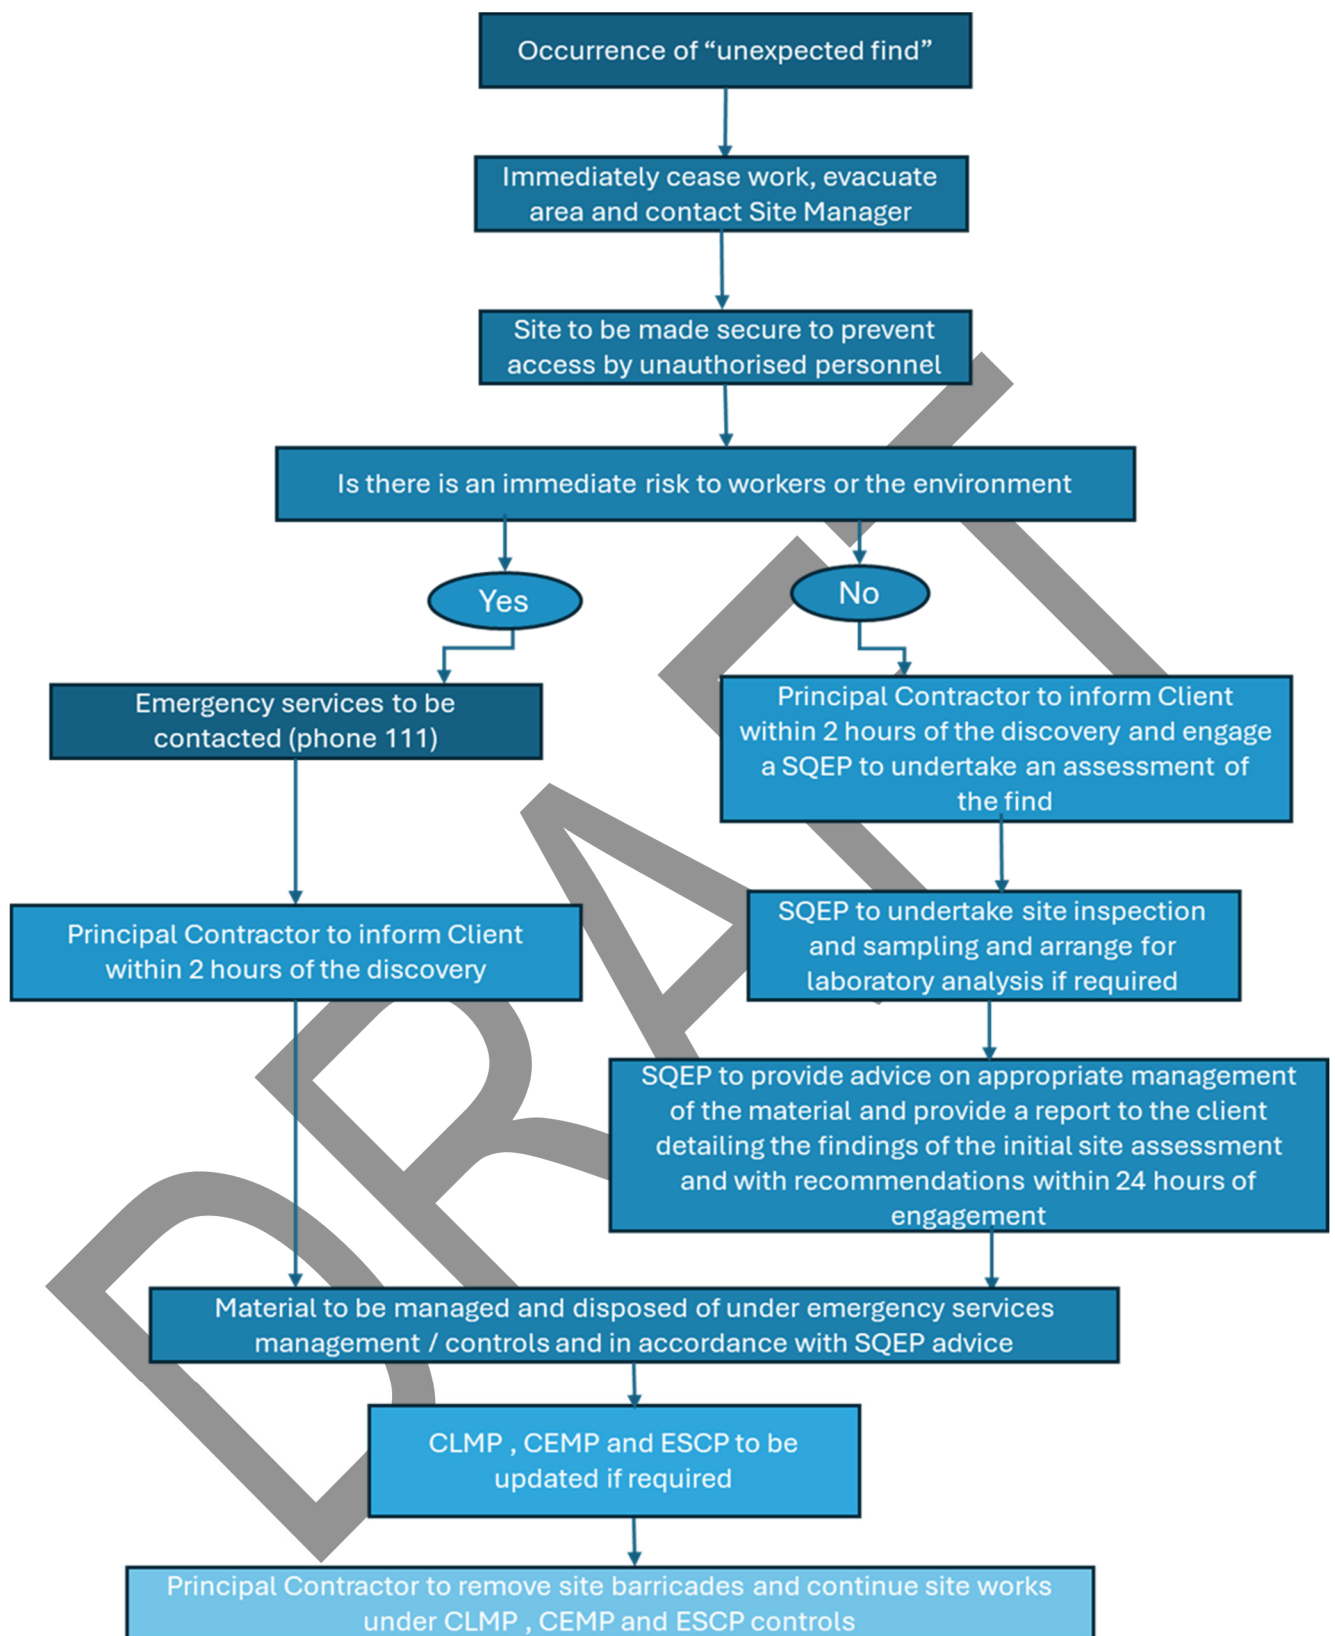 Occurrence of “unexpected find”
Immediately cease work, evacuate
area and contact Site Manager
Site to be made secure to prevent
access by unauthorised personnel
Is there is an immediate risk to workers or the environment
Yes
No
Emergency services to be
contacted (phone 111)
Principal Contractor to inform Client
within 2 hours of the discovery and engage
a SQEP to undertake an assessment of
the find
Principal Contractor to inform Client
within 2 hours of the discovery
SQEP to undertake site inspection
and sampling and arrange for
laboratory analysis if required
SQEP to provide advice on appropriate management
of the material and provide a report to the client
detailing the findings of the initial site assessment
and with recommendations within 24 hours of
engagement
Material to be managed and disposed of under emergency services
management / controls and in accordance with SQEP advice
CLMP , CEMP and ESCP to be
updated if required
Principal Contractor to remove site barricades and continue site works
under CLMP , CEMP and ESCP controls
DRAFT